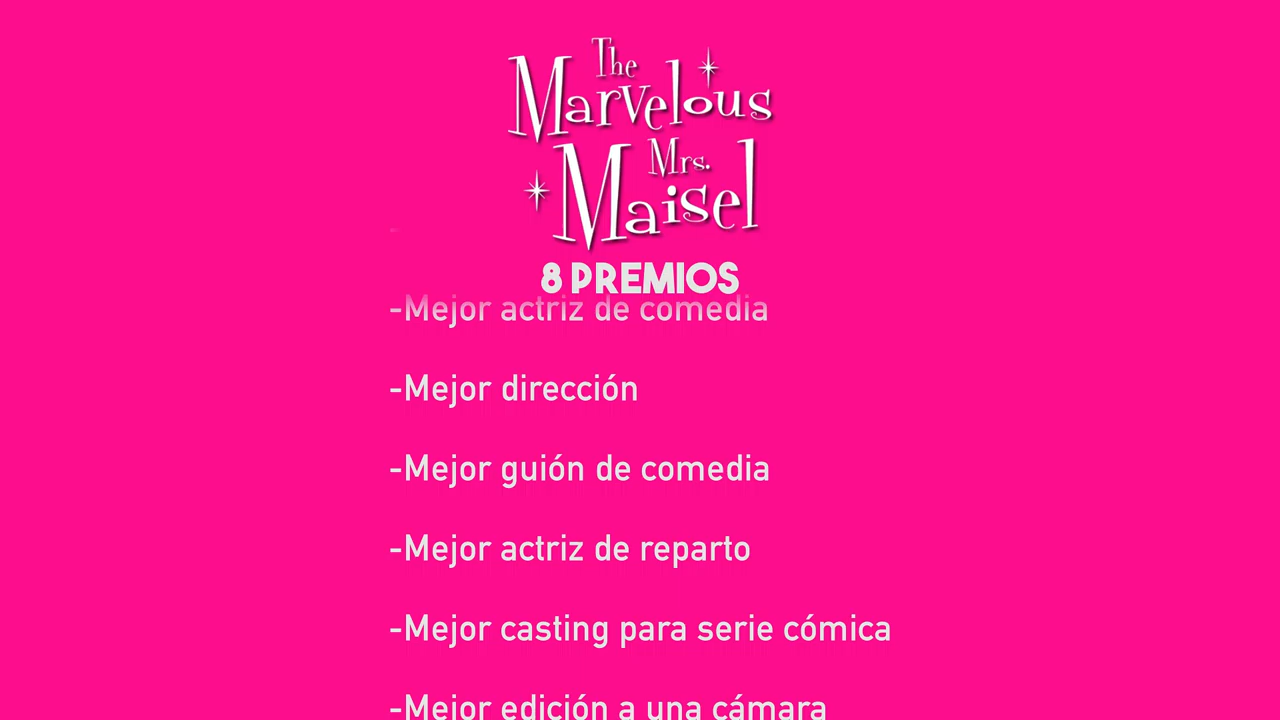 The
Marvelous
Mrs.
Maisel
8 PREMIOS
-Mejor actriz de comedia
-Mejor dirección
-Mejor guión de comedia
-Mejor actriz de reparto
-Mejor casting para serie cómica
-Mejor edición a una cámara